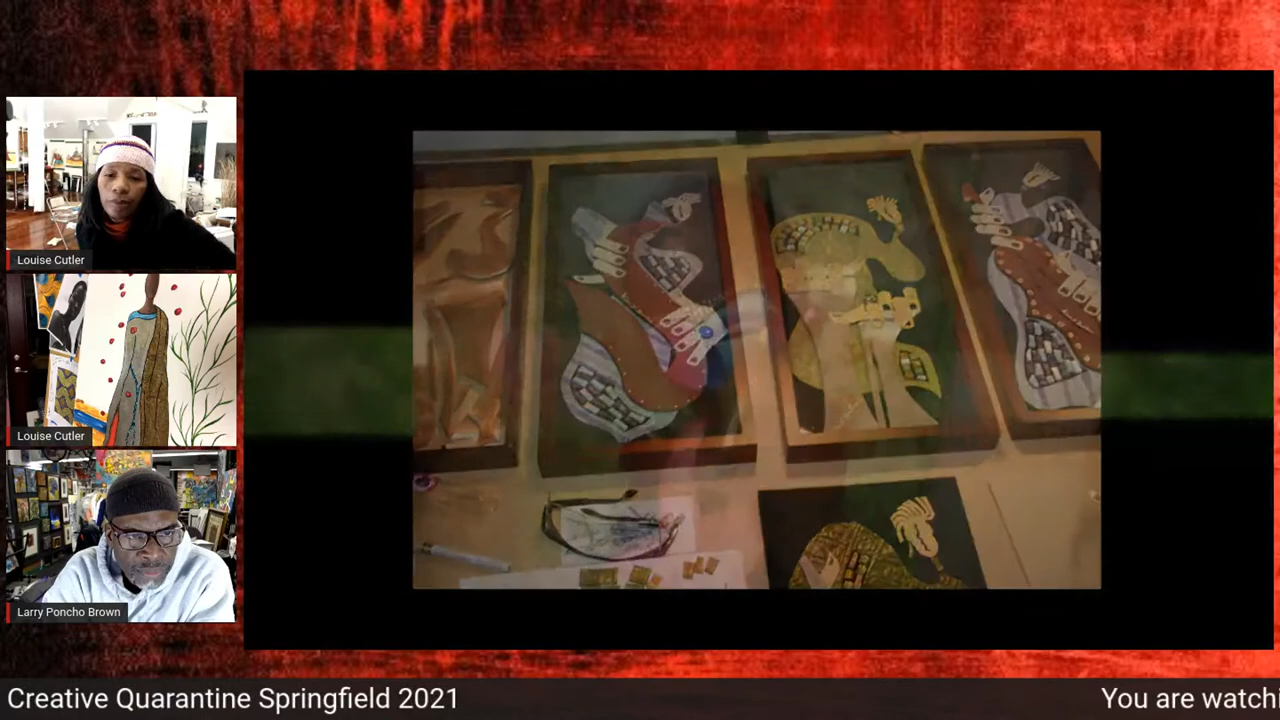 Louise Cutler
Louise Cutler
Larry Poncho Brown
Creative Quarantine Springfield 2021
You are watchi